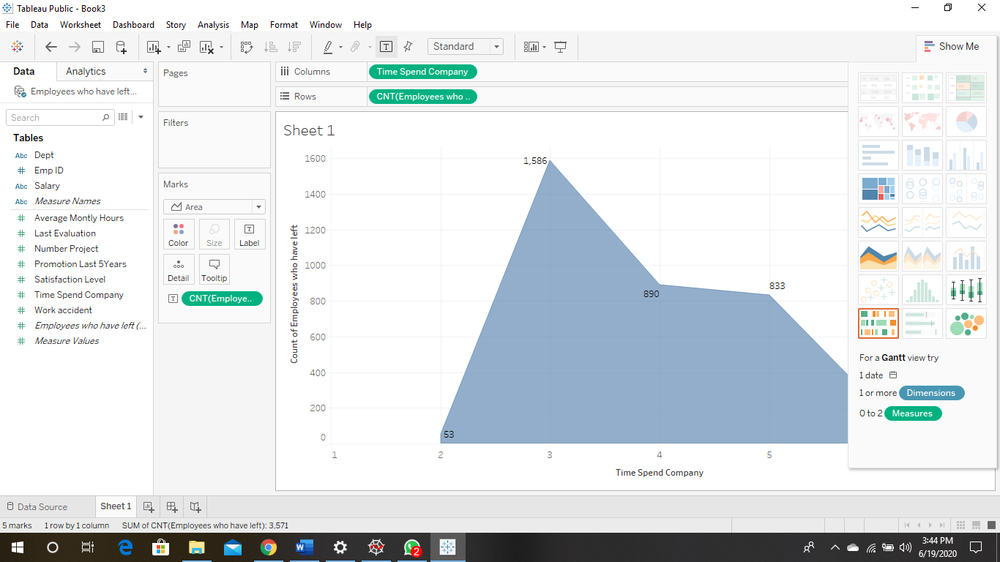 Tableau Public - Book3
File Data Worksheet Dashboard Story Analysis Map Format Window Help
Standard
Show Me
Data Analytics
Employees who have left...
Search
Tables
Abc Dept
# Emp ID
Abc Salary
Abc Measure Names
# Average Montly Hours
# Last Evaluation
# Number Project
# Promotion Last 5Years
# Satisfaction Level
# Time Spend Company
# Work accident
# Employees who have left (...
# Measure Values
Pages
Filters
Marks
Area
Color Size Label
Detail Tooltip
CNT(Employe..
Columns Time Spend Company
Rows CNT(Employees who ..
Sheet 1
Count of Employees who have left
1600
1400
1200
1000
800
600
400
200
0
1,586
890
833
53
1 2 3 4 5
Time Spend Company
For a Gantt view try
1 date
1 or more Dimensions
0 to 2 Measures
Data Source Sheet 1
5 marks 1 row by 1 column SUM of CNT(Employees who have left): 3,571
2
3:44 PM
6/19/2020